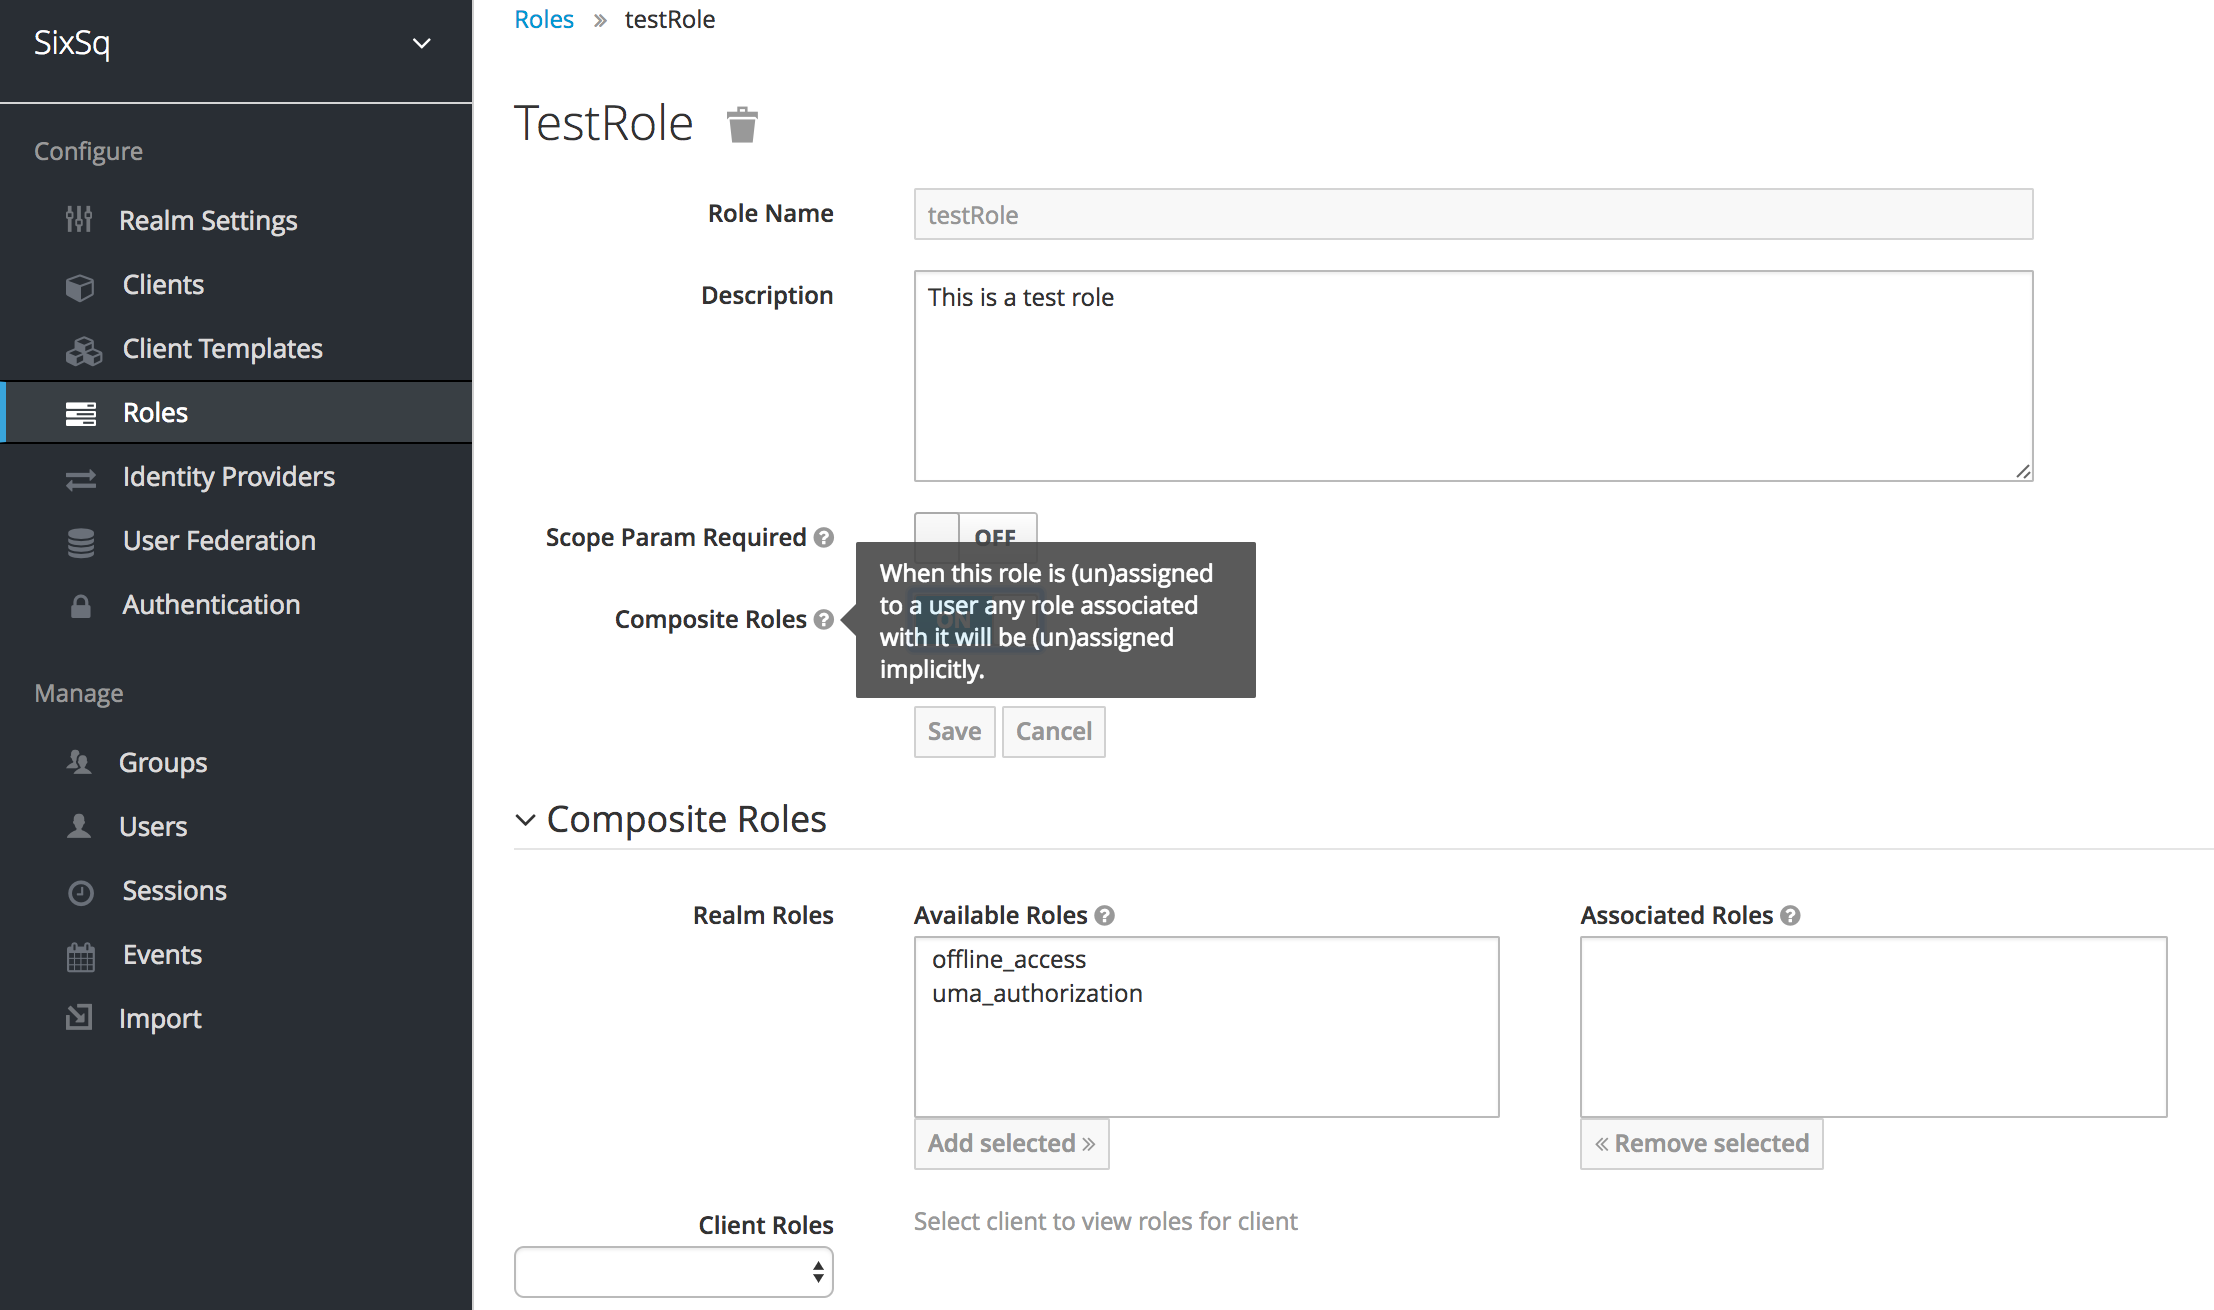 SixSq
Configure
Realm Settings
Clients
Client Templates
Roles
Identity Providers
User Federation
Authentication
Manage
Groups
Users
Sessions
Events
Import
Roles » testRole
TestRole
Role Name
testRole
Description
This is a test role
Scope Param Required
OFF
Composite Roles
ON
When this role is (un)assigned
to a user any role associated
with it will be (un)assigned
implicitly.
Save
Cancel
Composite Roles
Realm Roles
Available Roles
offline_access
uma_authorization
Add selected »
Associated Roles
« Remove selected
Client Roles
Select client to view roles for client